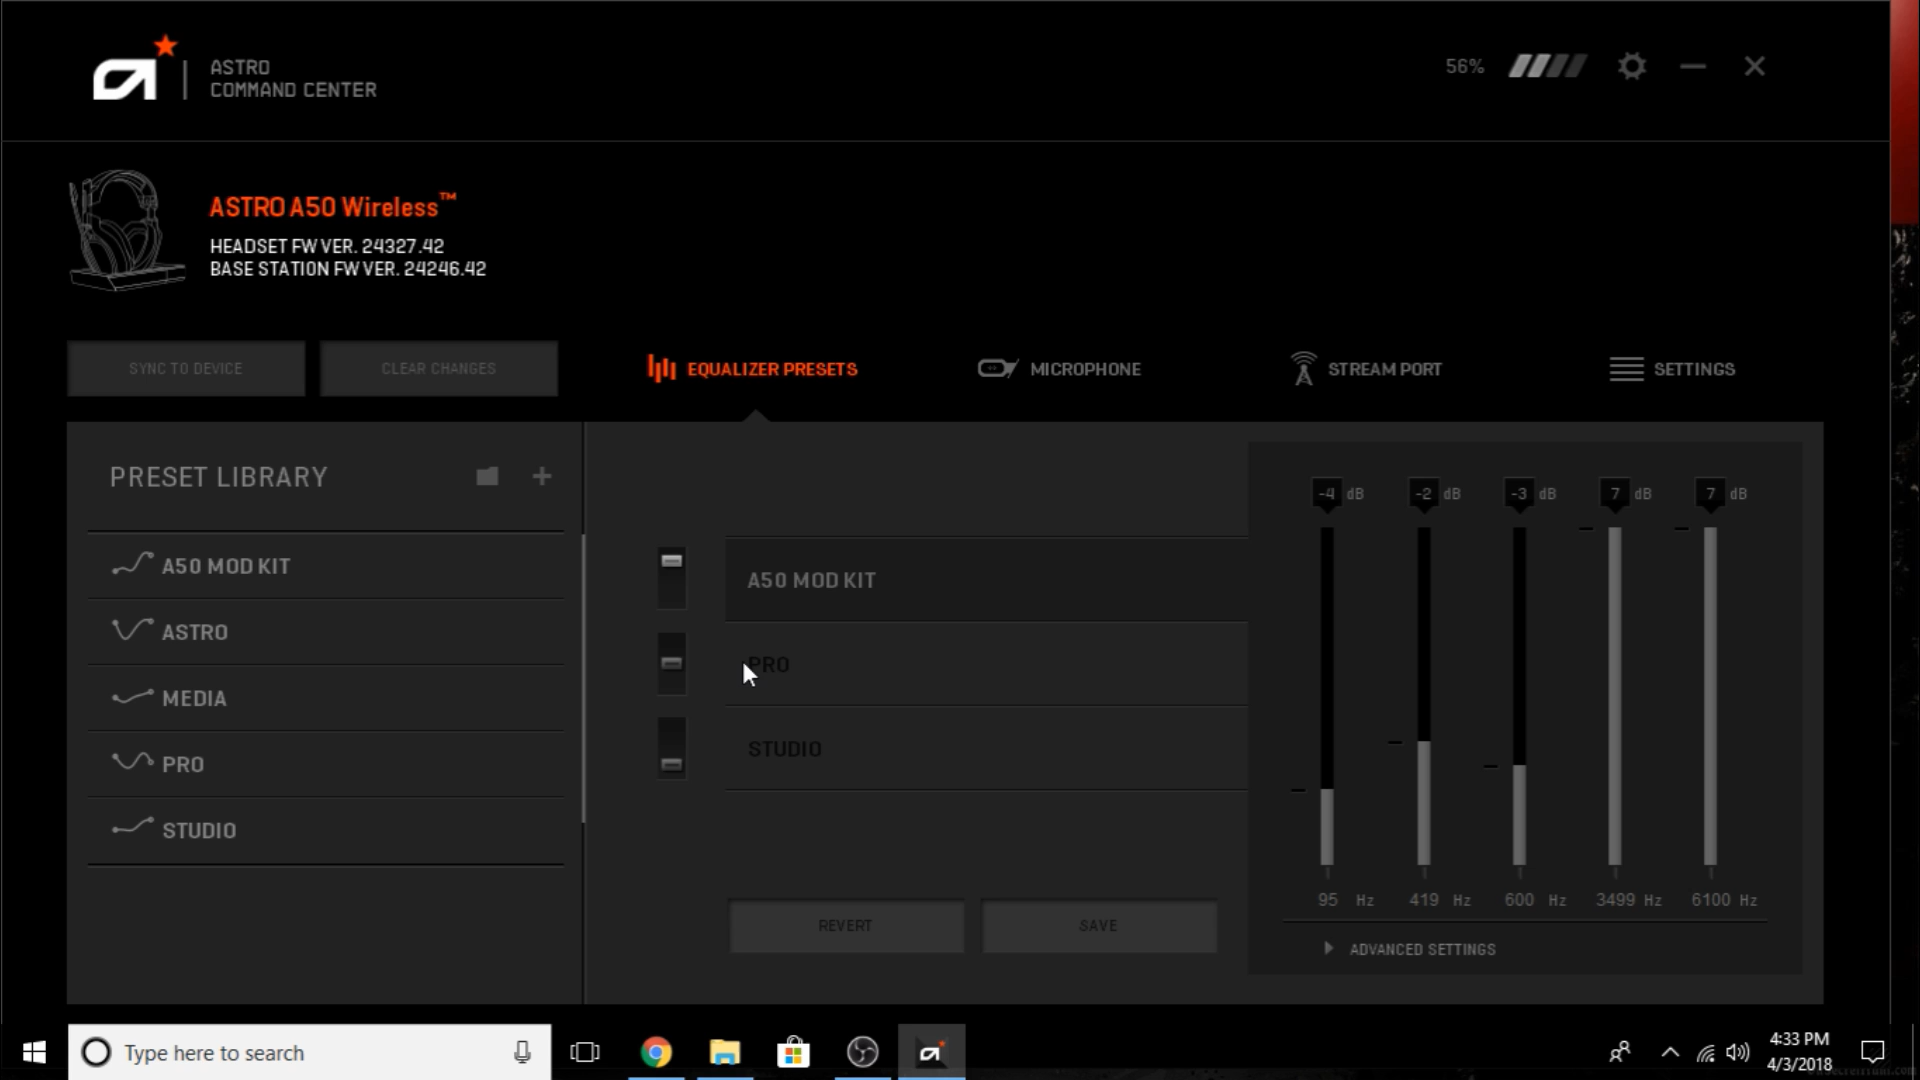 ASTRO
COMMAND CENTER
56%
ASTRO A50 Wireless™
HEADSET FW VER. 24327.42
BASE STATION FW VER. 24246.42
SYNC TO DEVICE
CLEAR CHANGES
EQUALIZER PRESETS
MICROPHONE
STREAM PORT
SETTINGS
PRESET LIBRARY
A50 MOD KIT
ASTRO
MEDIA
PRO
STUDIO
A50 MOD KIT
PRO
STUDIO
REVERT
SAVE
-4 dB
-2 dB
-3 dB
7 dB
7 dB
95 Hz
419 Hz
600 Hz
3499 Hz
6100 Hz
ADVANCED SETTINGS
Type here to search
4:33 PM
4/3/2018